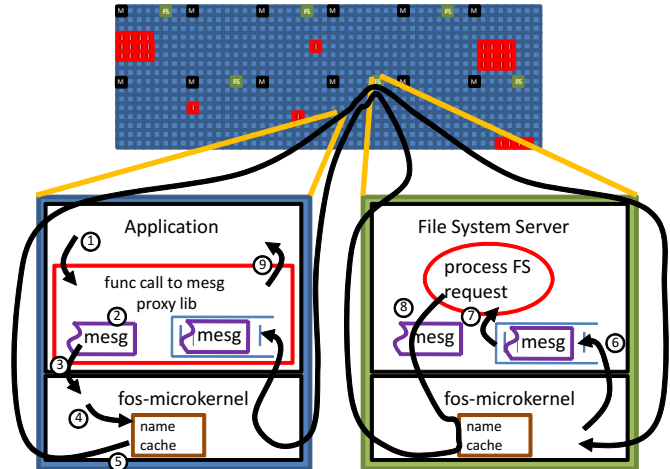 M FS M M FS M M FS M
M M FS M M FS M M FS
Application
1
9
func call to mesg
proxy lib
2
mesg
mesg
3
fos-microkernel
4
name
cache
5
File System Server
process FS
request
8
7
mesg
mesg
6
fos-microkernel
name
cache